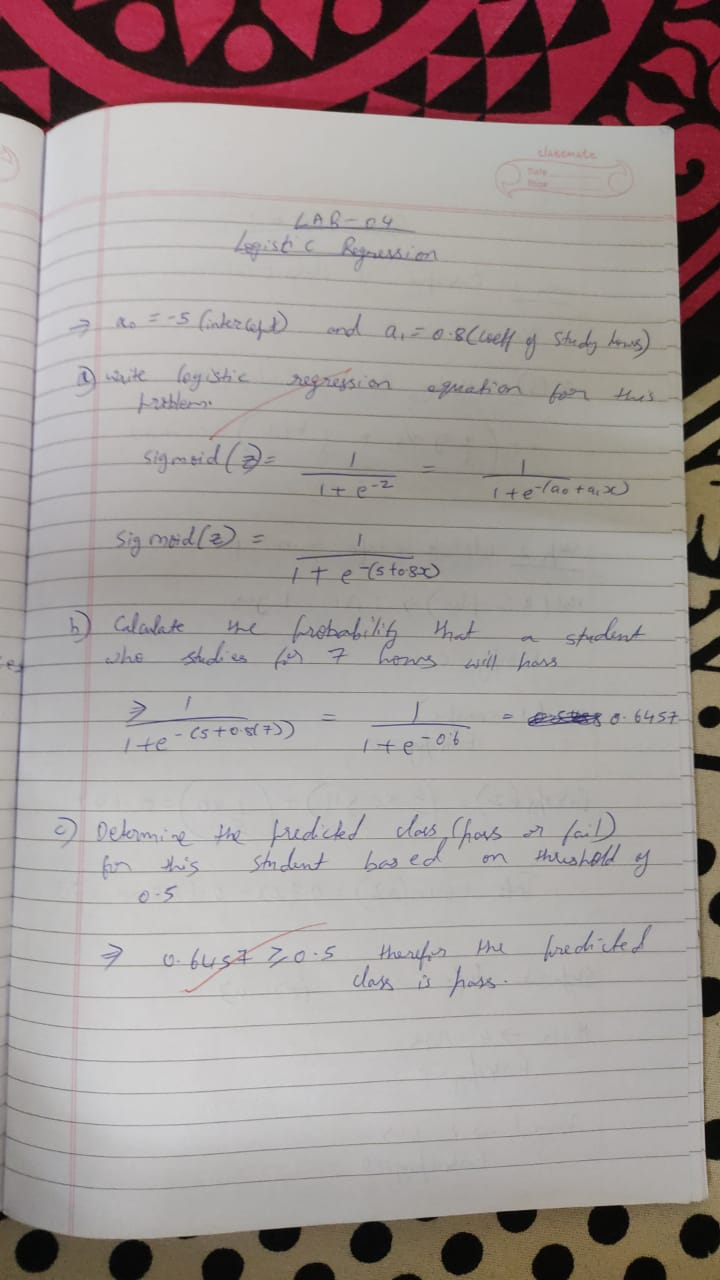 classmate
Date
Page
LAB-04
Logistic Regression
⇒ a₀ = -5 (intercept) and a₁ = 0.8 (coeff of study hours)
a) write logistic regression equation for this
problem.
Sigmoid(z) = 1/(1+e^-z) = 1/(1+e^-(a₀+a₁x))
Sigmoid(z) = 1/(1+e^-(5+0.8x))
b) Calculate the probability that a student
who studies for 7 hours will pass
⇒ 1/(1+e^-(5+0.8(7))) = 1/(1+e^-0.6) = 0.6457
c) Determine the predicted class (pass or fail)
for this student based on threshold of
0.5
⇒ 0.6457 ≥ 0.5 therefor the predicted
class is pass.